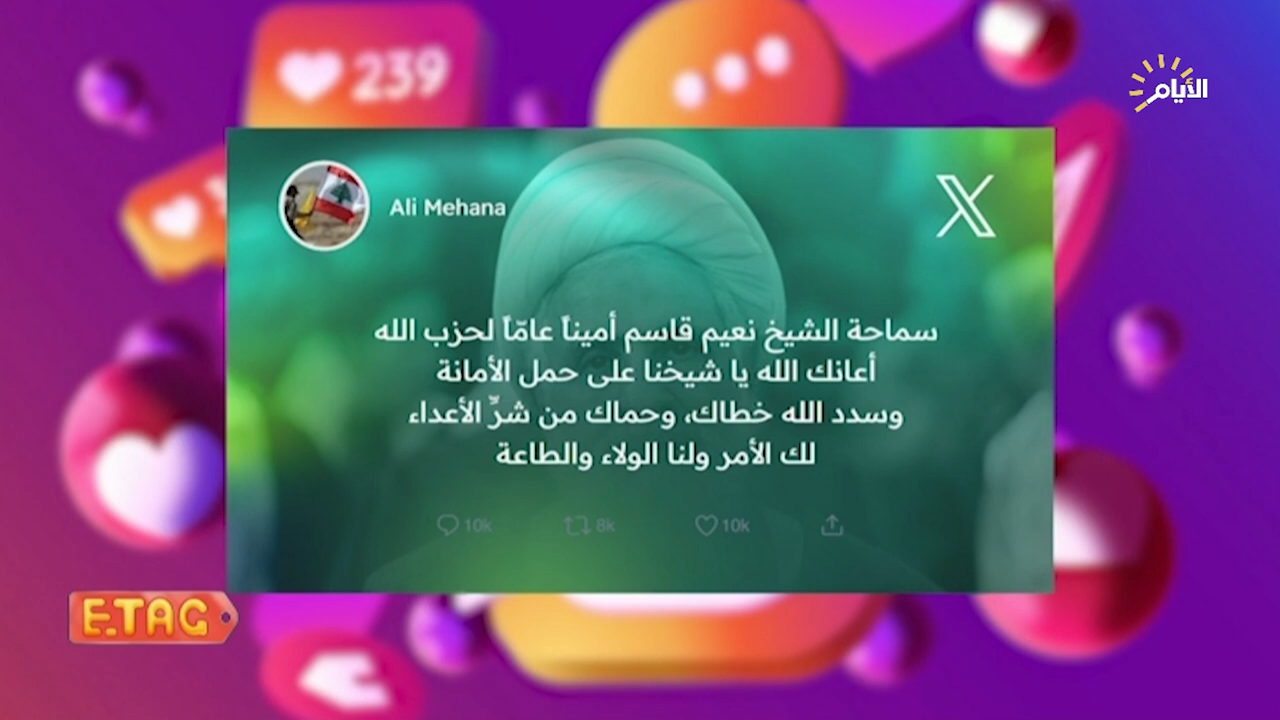 239
الأيام
Ali Mehana
X
سماحة الشيخ نعيم قاسم أميناً عامّاً لحزب الله
أعانك الله يا شيخنا على حمل الأمانة
وسدد الله خطاك، وحماك من شرِّ الأعداء
لك الأمر ولنا الولاء والطاعة
10k 8k 10k
E.TAG